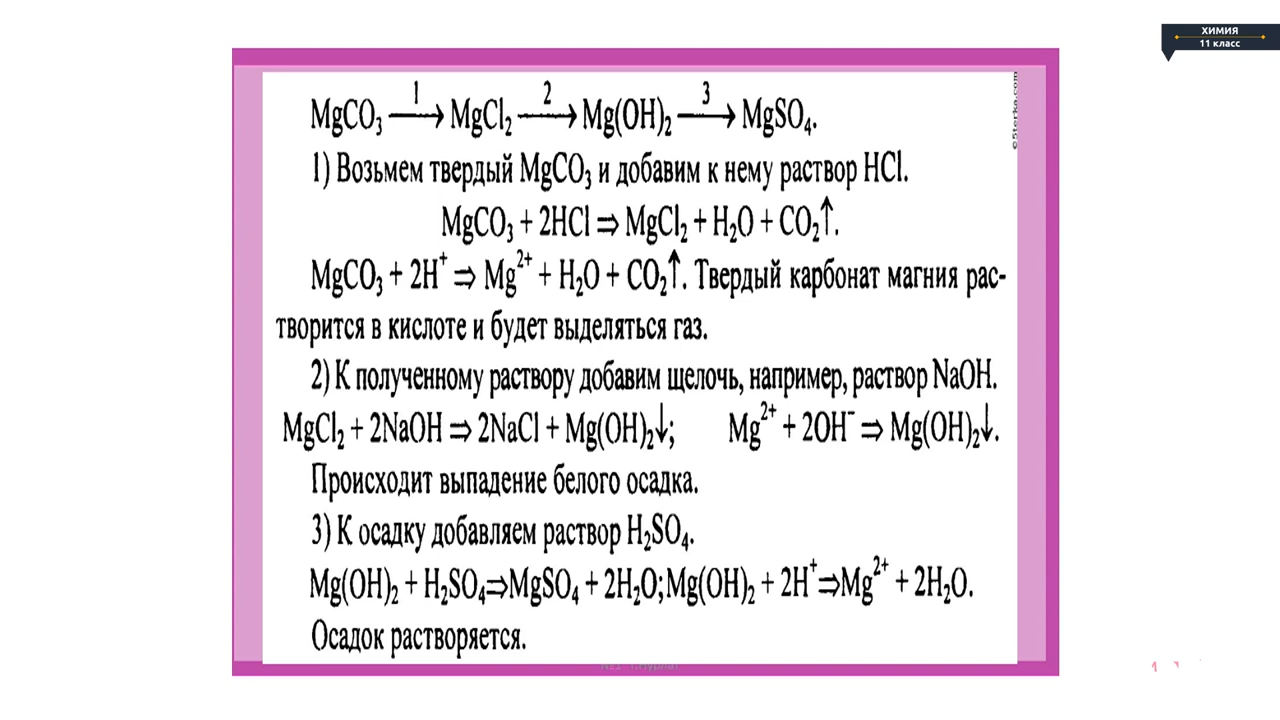 ХИМИЯ
11 класс
©5terka.com
MgCO₃ —1→ MgCl₂ —2→ Mg(OH)₂ —3→ MgSO₄.
1) Возьмем твердый MgCO₃ и добавим к нему раствор HCl.
MgCO₃ + 2HCl ⇒ MgCl₂ + H₂O + CO₂↑.
MgCO₃ + 2H⁺ ⇒ Mg²⁺ + H₂O + CO₂↑. Твердый карбонат магния рас-
творится в кислоте и будет выделяться газ.
2) К полученному раствору добавим щелочь, например, раствор NaOH.
MgCl₂ + 2NaOH ⇒ 2NaCl + Mg(OH)₂↓; Mg²⁺ + 2OH⁻ ⇒ Mg(OH)₂↓.
Происходит выпадение белого осадка.
3) К осадку добавляем раствор H₂SO₄.
Mg(OH)₂ + H₂SO₄⇒MgSO₄ + 2H₂O; Mg(OH)₂ + 2H⁺⇒Mg²⁺ + 2H₂O.
Осадок растворяется.